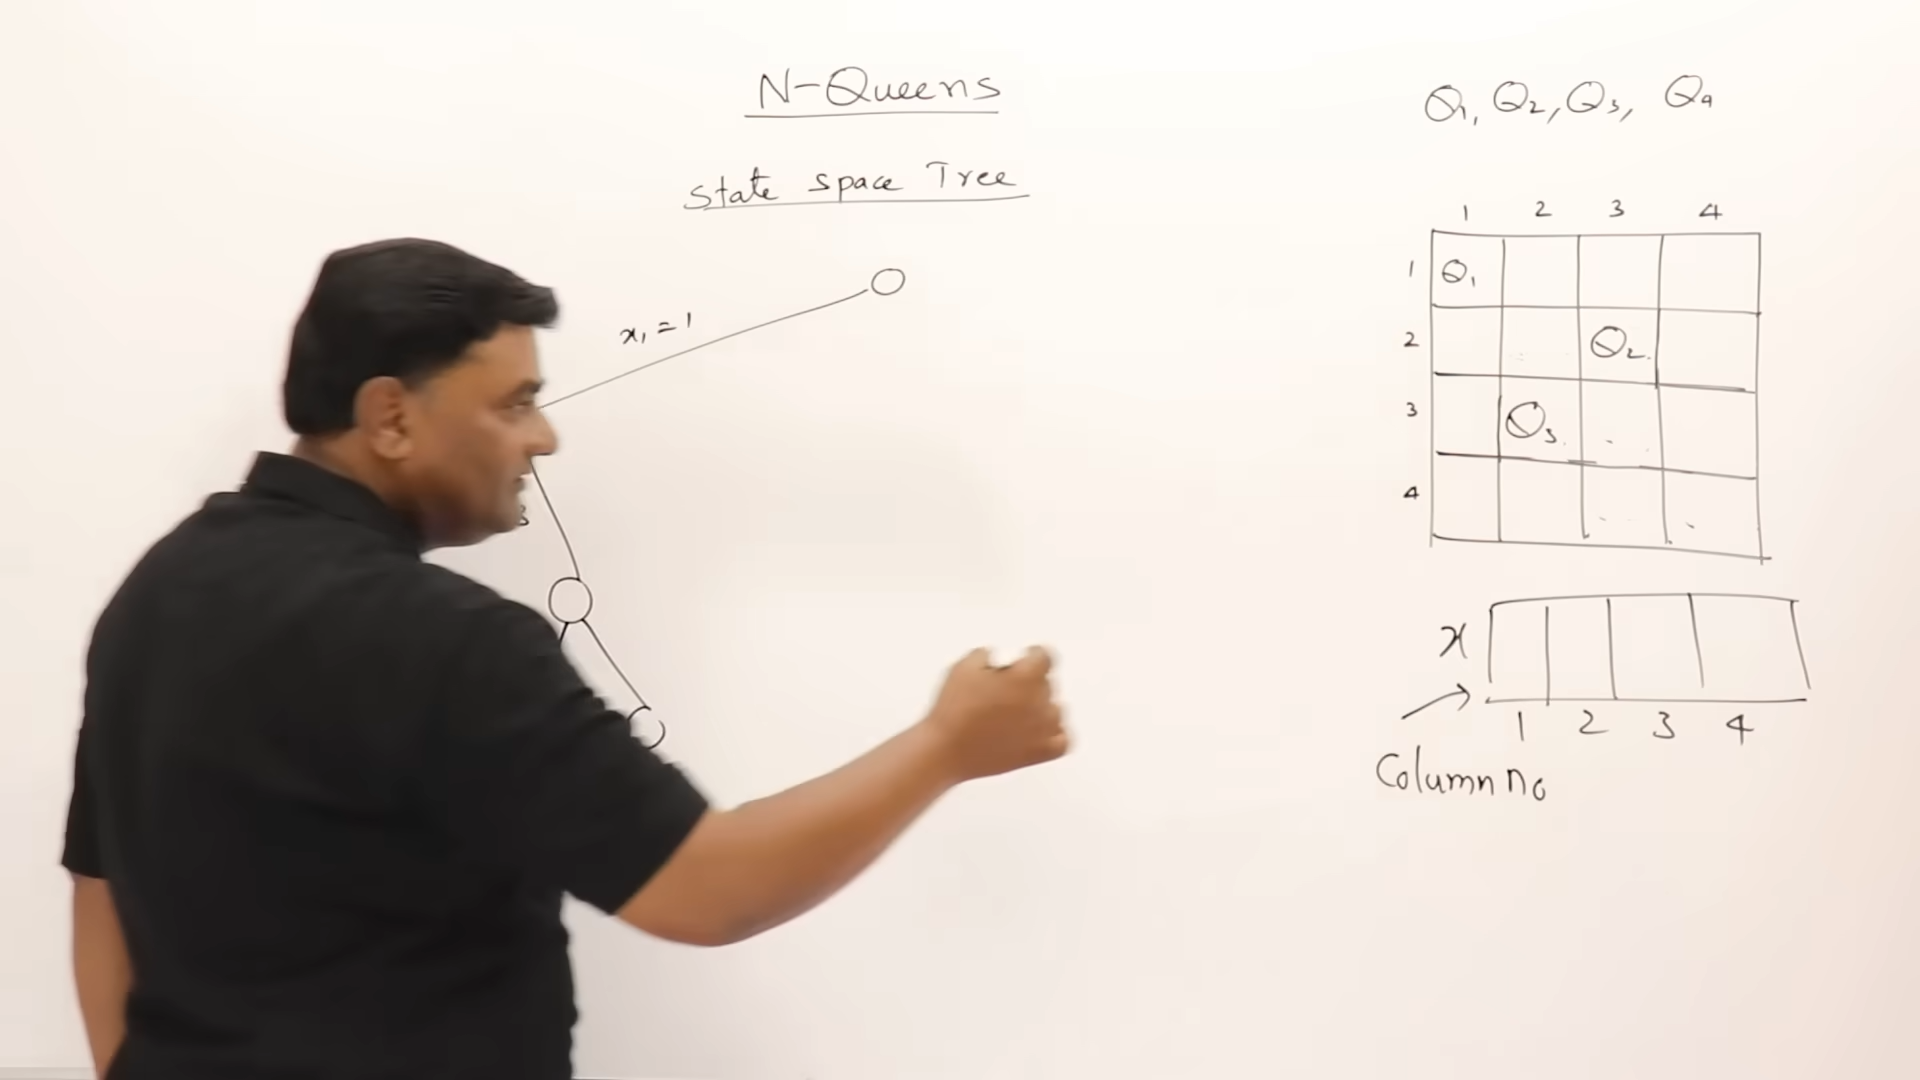 N-Queens
State space Tree
x₁ = 1
3
Q₁, Q₂, Q₃, Q₄
1 2 3 4
1 Q₁
2 Q₂
3 Q₃
4
x
1 2 3 4
Column no